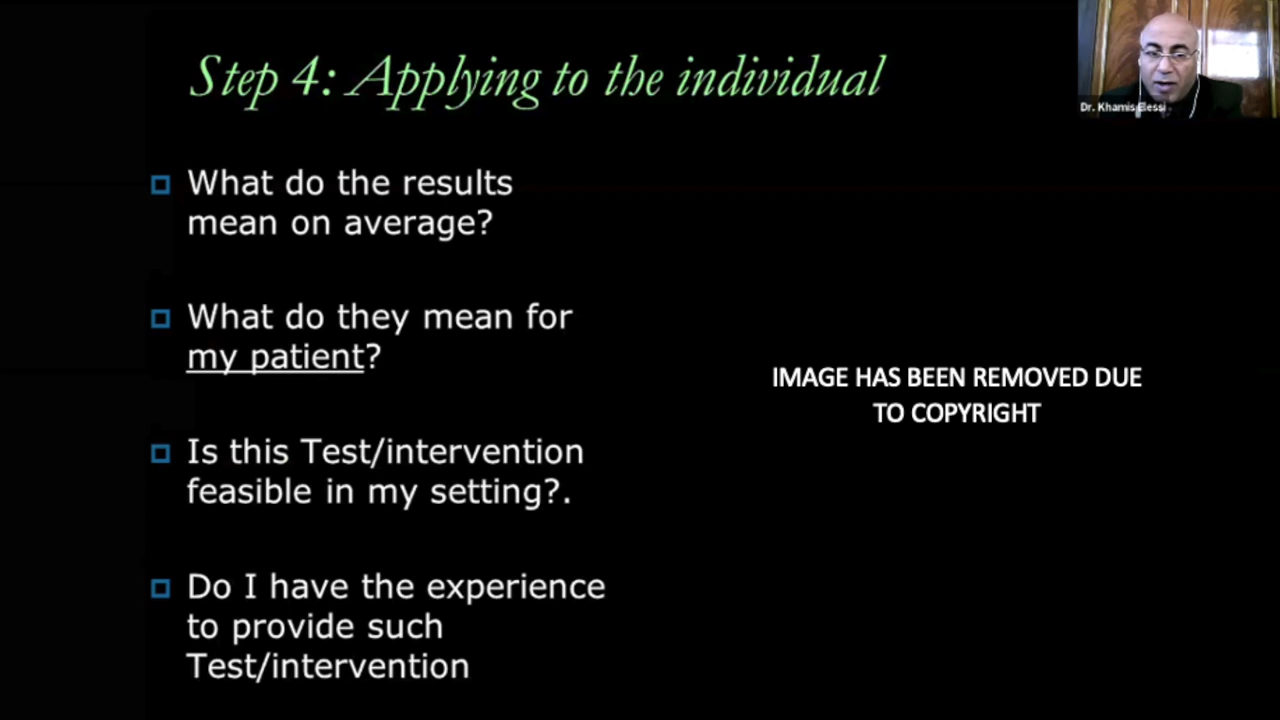 Step 4: Applying to the individual
Dr. Khamis Elessi
What do the results
mean on average?
What do they mean for
my patient?
Is this Test/intervention
feasible in my setting?.
Do I have the experience
to provide such
Test/intervention
IMAGE HAS BEEN REMOVED DUE
TO COPYRIGHT